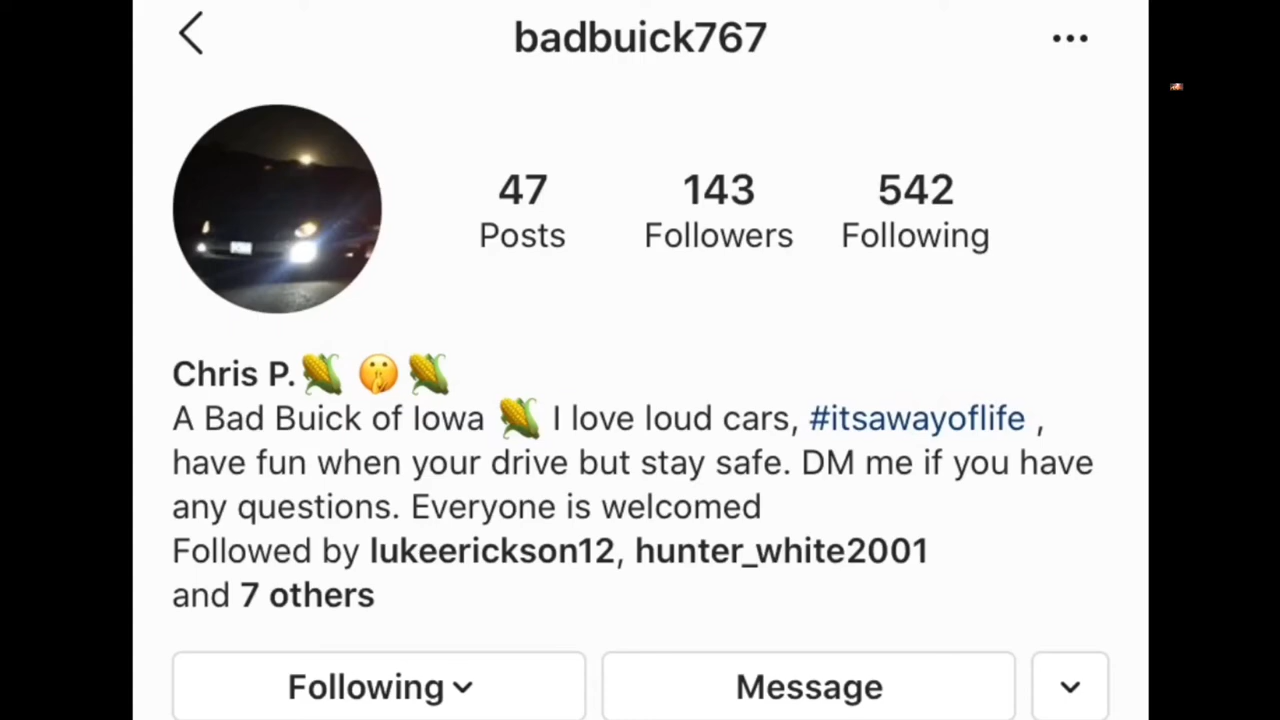 badbuick767
47 143 542
Posts Followers Following
Chris P.🌽 🤫 🌽
A Bad Buick of Iowa 🌽 I love loud cars, #itsawayoflife ,
have fun when your drive but stay safe. DM me if you have
any questions. Everyone is welcomed
Followed by lukeerickson12, hunter_white2001
and 7 others
Following Message